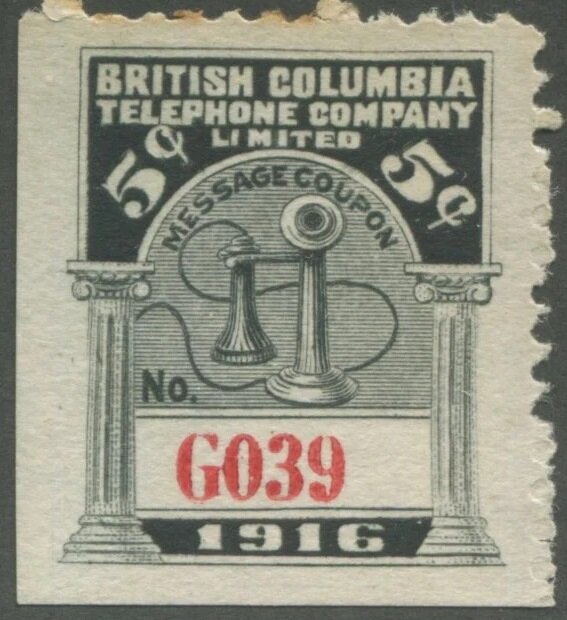 BRITISH COLUMBIA
TELEPHONE COMPANY
LIMITED
5¢ 5¢
MESSAGE COUPON
No.
G039
1916